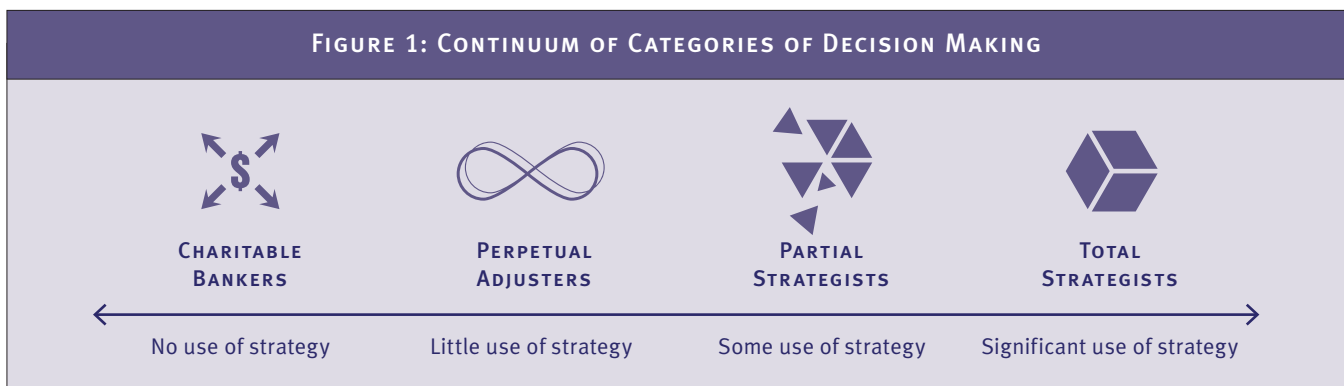 FIGURE 1: CONTINUUM OF CATEGORIES OF DECISION MAKING
$
CHARITABLE
BANKERS
PERPETUAL
ADJUSTERS
PARTIAL
STRATEGISTS
TOTAL
STRATEGISTS
No use of strategy
Little use of strategy
Some use of strategy
Significant use of strategy